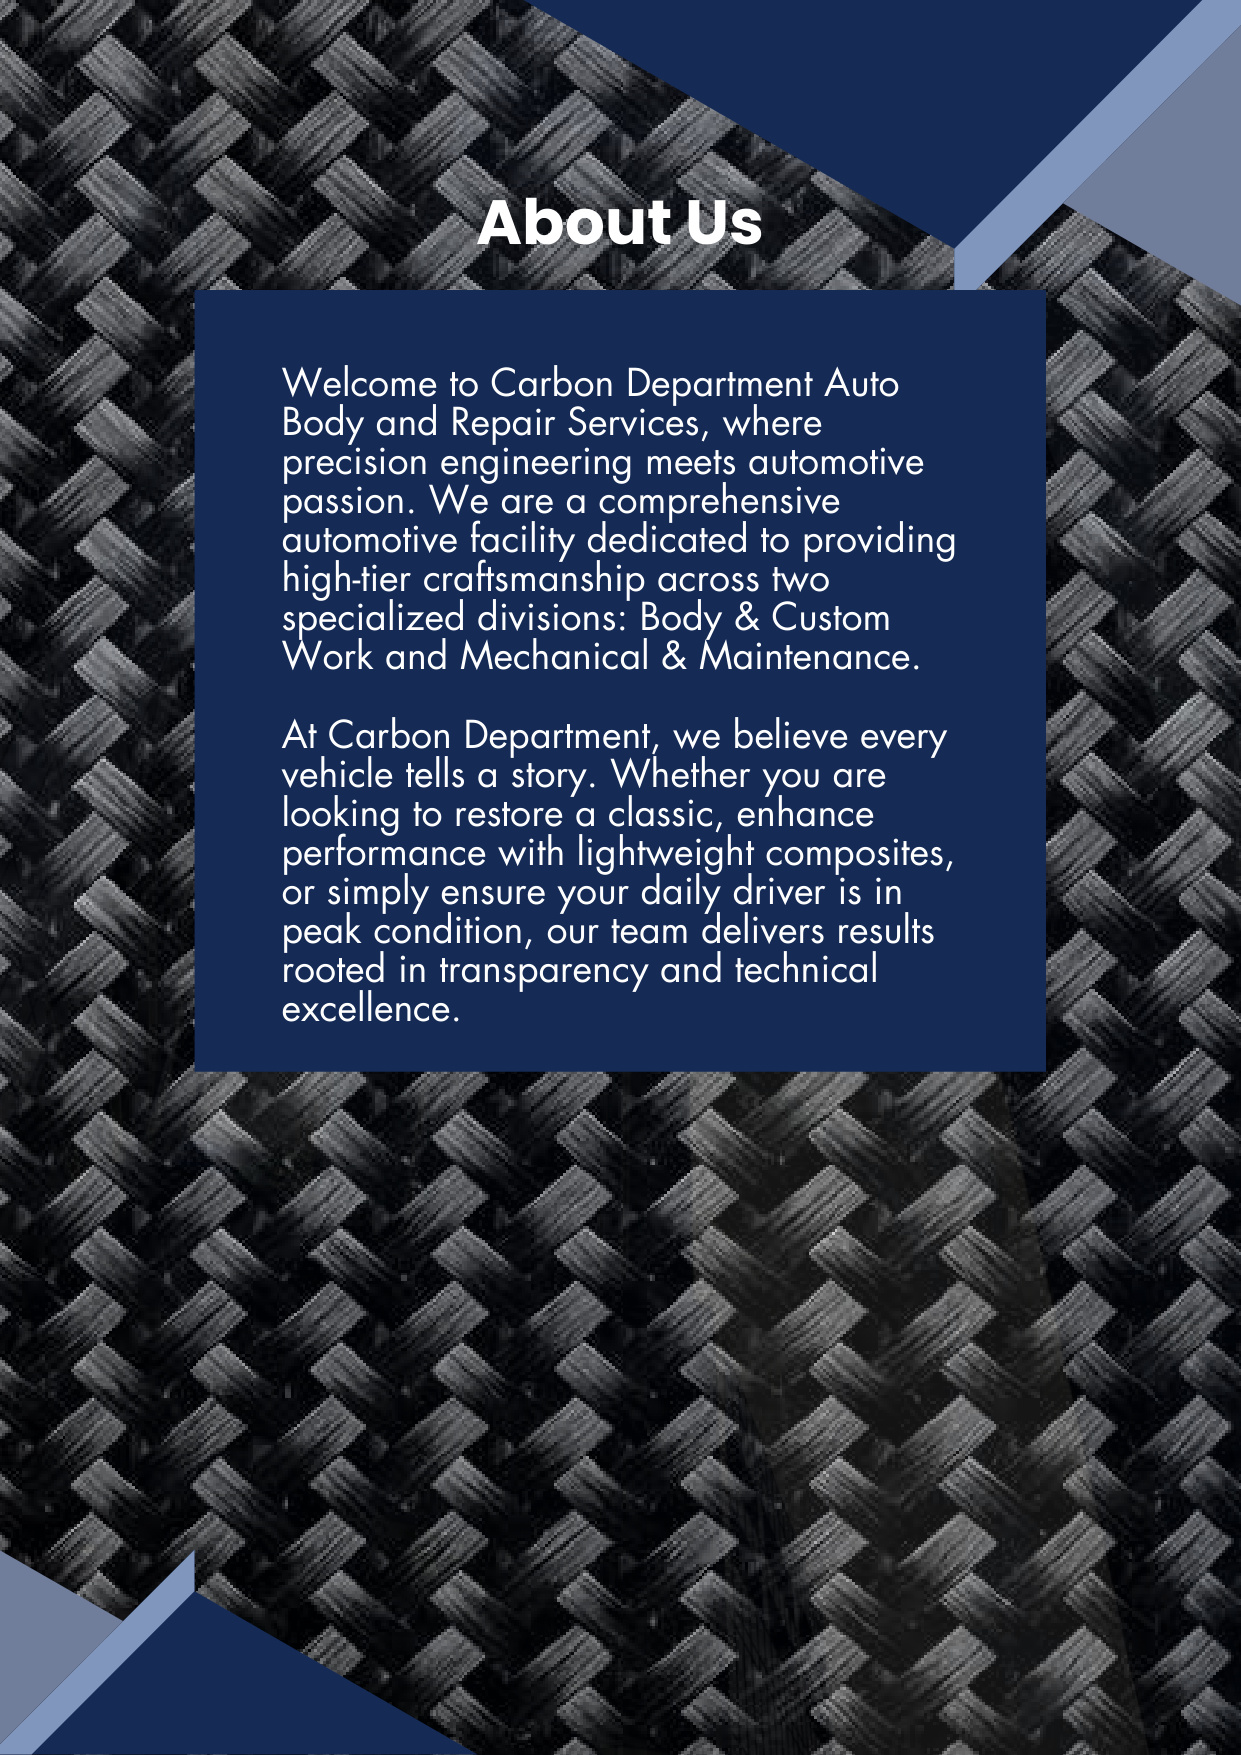 About Us
Welcome to Carbon Department Auto
Body and Repair Services, where
precision engineering meets automotive
passion. We are a comprehensive
automotive facility dedicated to providing
high-tier craftsmanship across two
specialized divisions: Body & Custom
Work and Mechanical & Maintenance.
At Carbon Department, we believe every
vehicle tells a story. Whether you are
looking to restore a classic, enhance
performance with lightweight composites,
or simply ensure your daily driver is in
peak condition, our team delivers results
rooted in transparency and technical
excellence.